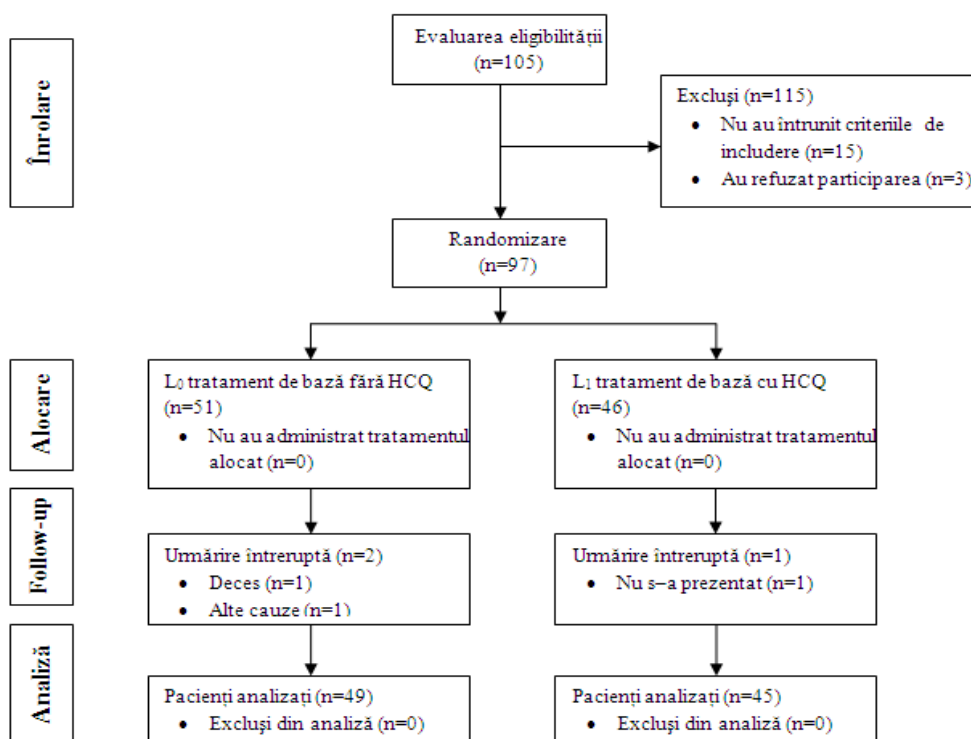 Înrolare
Evaluarea eligibilității
(n=105)
Excluși (n=115)
• Nu au întrunit criteriile de
includere (n=15)
• Au refuzat participarea (n=3)
Randomizare
(n=97)
Alocare
L₀ tratament de bază fără HCQ
(n=51)
• Nu au administrat tratamentul
alocat (n=0)
L₁ tratament de bază cu HCQ
(n=46)
• Nu au administrat tratamentul
alocat (n=0)
Follow-up
Urmărire întreruptă (n=2)
• Deces (n=1)
• Alte cauze (n=1)
Urmărire întreruptă (n=1)
• Nu s–a prezentat (n=1)
Analiză
Pacienți analizați (n=49)
• Excluși din analiză (n=0)
Pacienți analizați (n=45)
• Excluși din analiză (n=0)